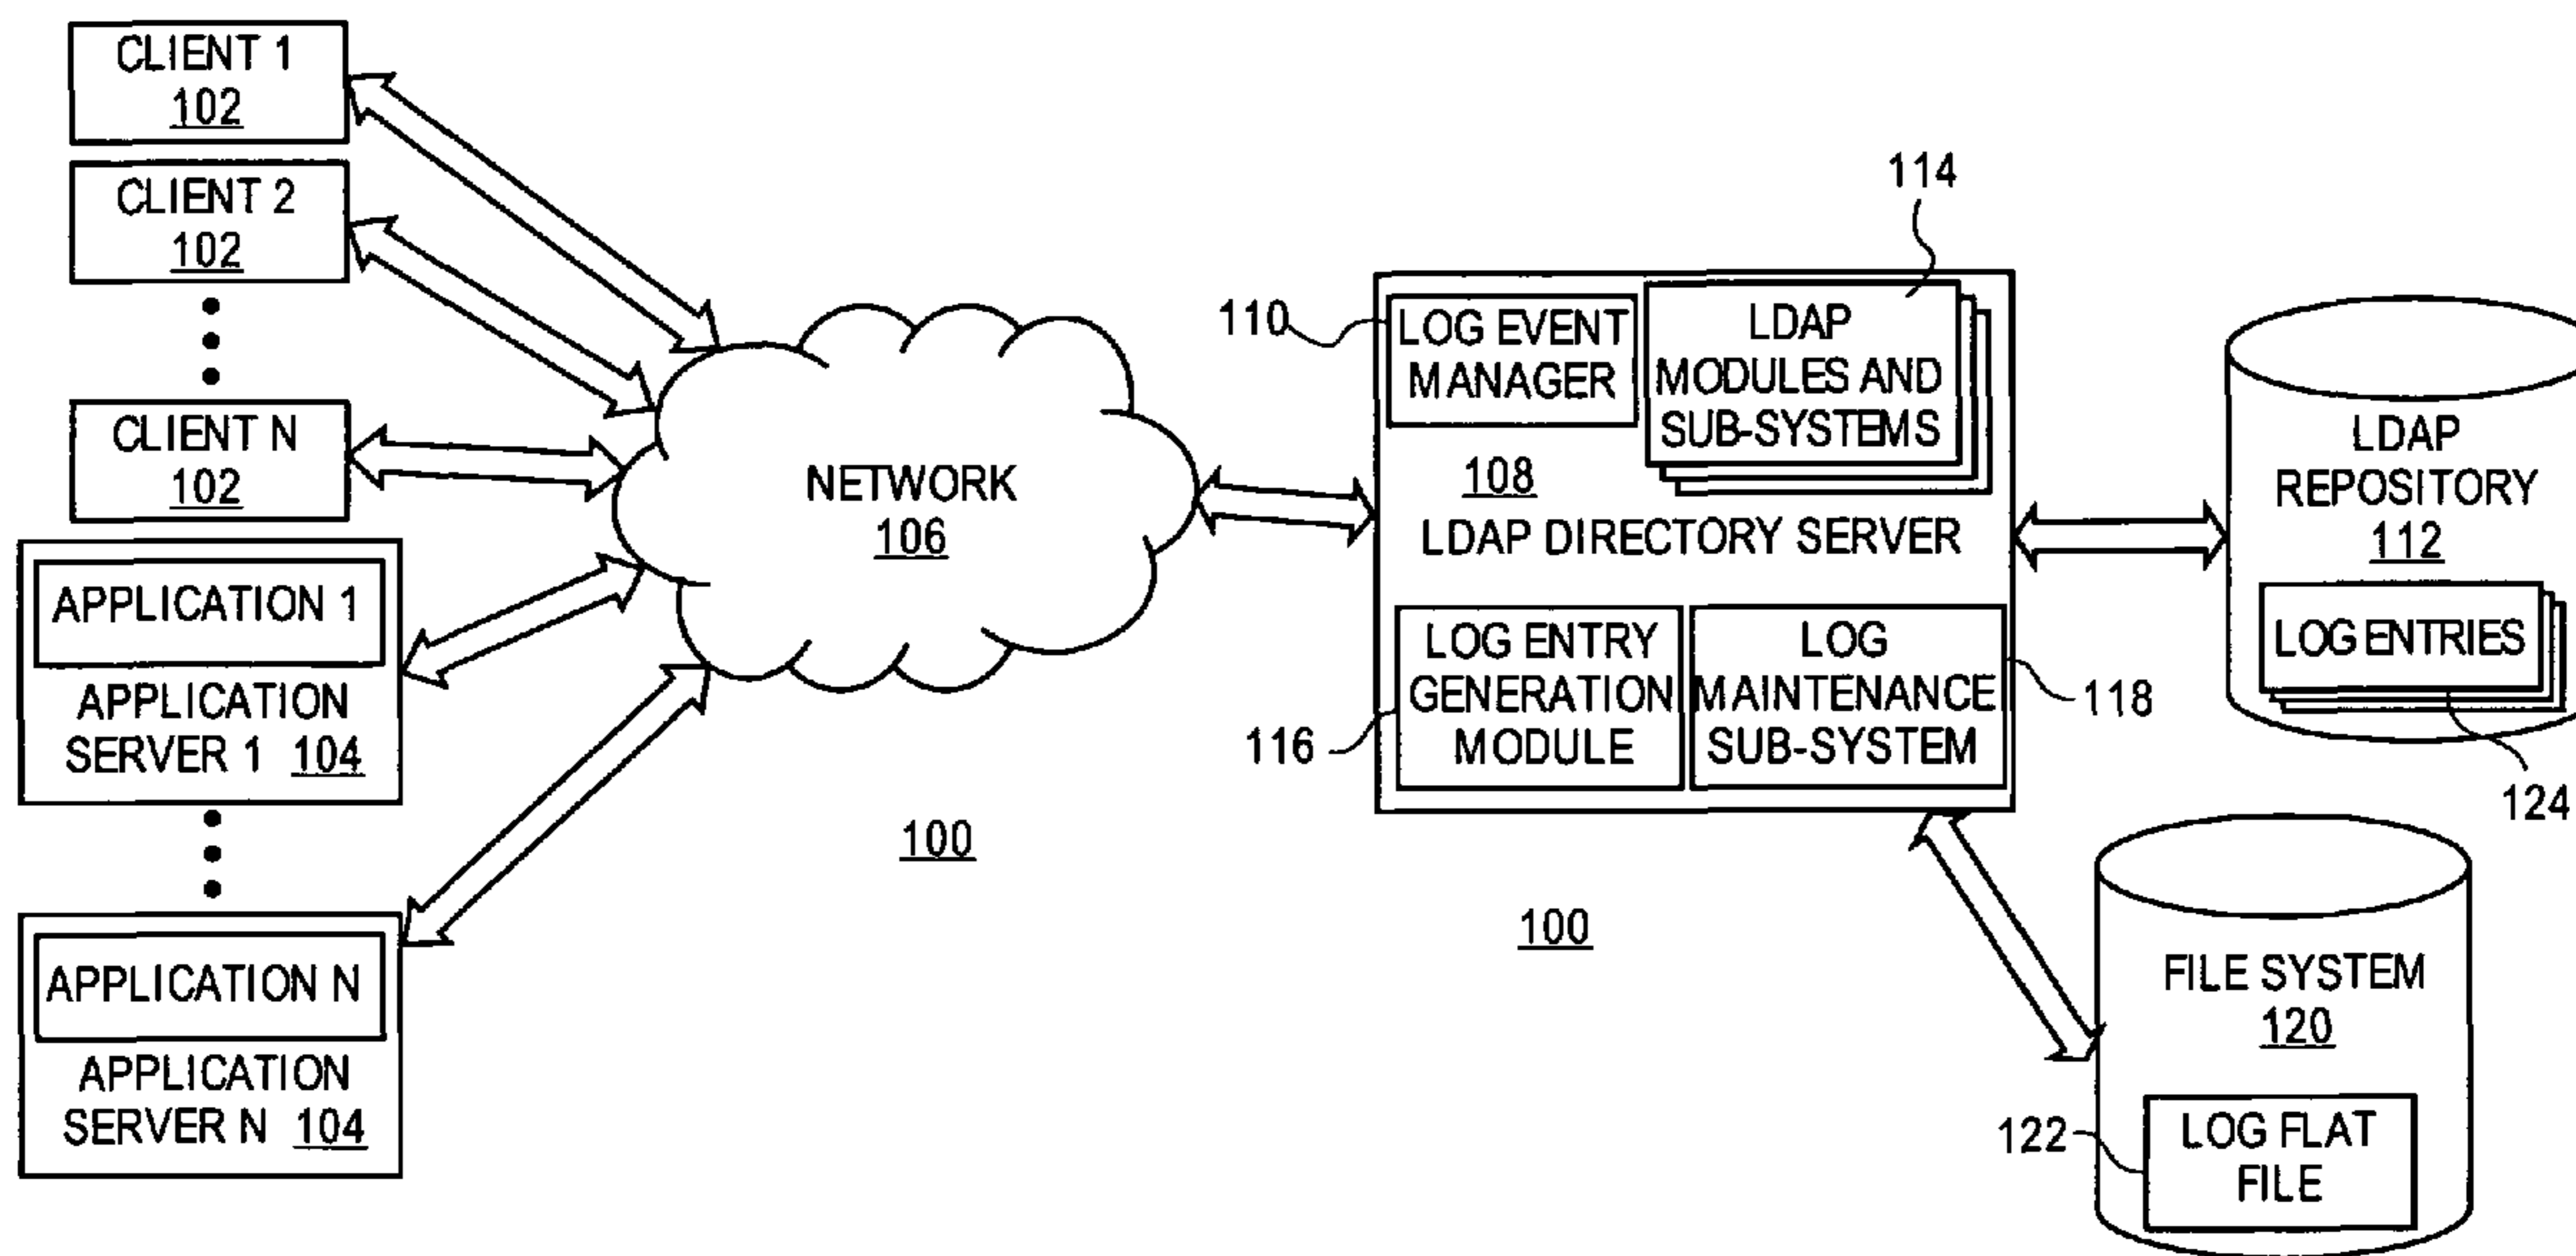 CLIENT 1
102
CLIENT 2
102
CLIENT N
102
APPLICATION 1
APPLICATION
SERVER 1 104
APPLICATION N
APPLICATION
SERVER N 104
NETWORK
106
100
114
110
LOG EVENT
MANAGER
LDAP
MODULES AND
SUB-SYSTEMS
108
LDAP DIRECTORY SERVER
LOG ENTRY
GENERATION
MODULE
116
LOG
MAINTENANCE
SUB-SYSTEM
118
100
LDAP
REPOSITORY
112
LOG ENTRIES
124
FILE SYSTEM
120
122
LOG FLAT
FILE